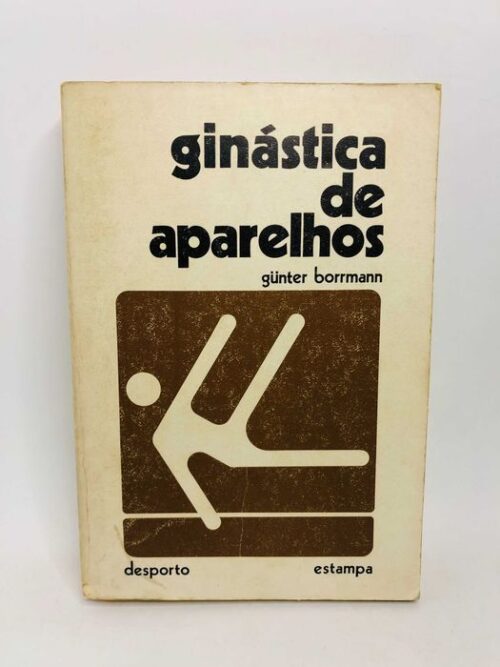 ginástica
de
aparelhos
günter borrmann
desporto estampa